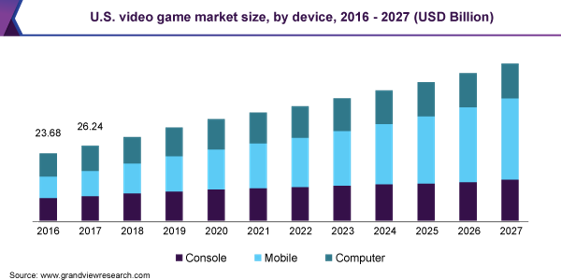 U.S. video game market size, by device, 2016 - 2027 (USD Billion)
23.68
26.24
2016 2017 2018 2019 2020 2021 2022 2023 2024 2025 2026 2027
Console Mobile Computer
Source: www.grandviewresearch.com